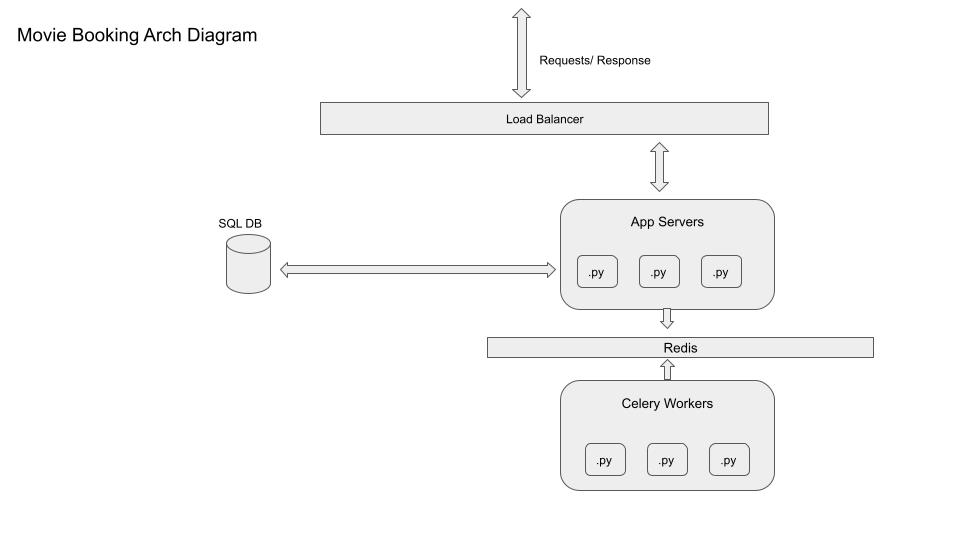 Movie Booking Arch Diagram
Requests/ Response
Load Balancer
SQL DB
App Servers
.py
.py
.py
Redis
Celery Workers
.py
.py
.py